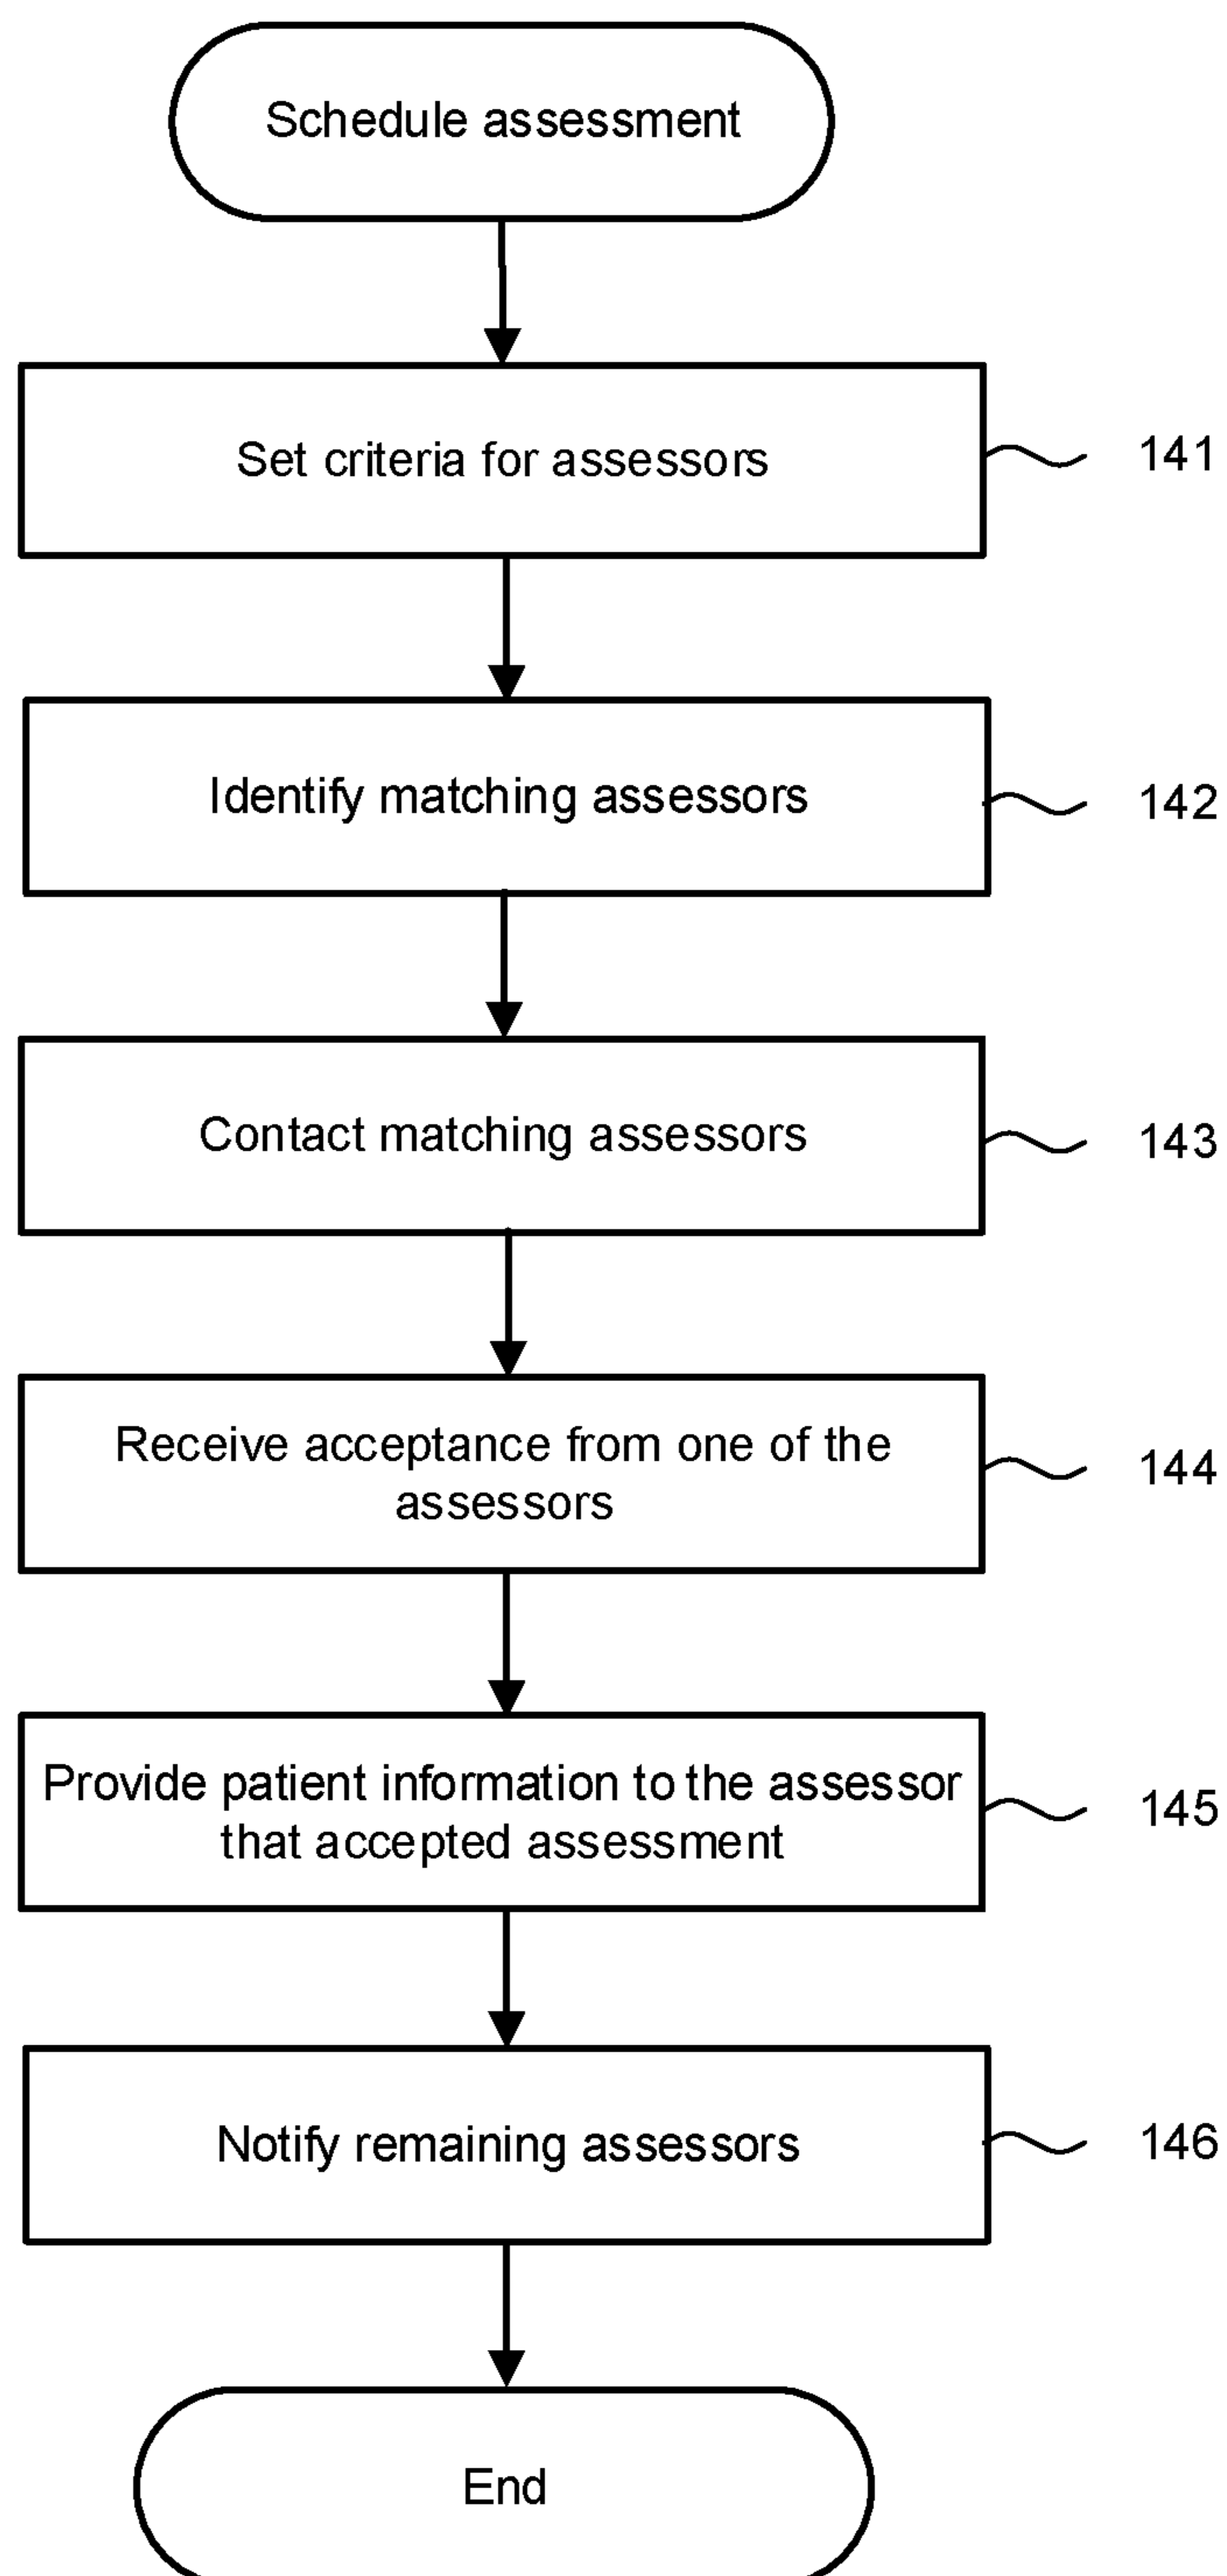 Schedule assessment
Set criteria for assessors
141
Identify matching assessors
142
Contact matching assessors
143
Receive acceptance from one of the
assessors
144
Provide patient information to the assessor
that accepted assessment
145
Notify remaining assessors
146
End